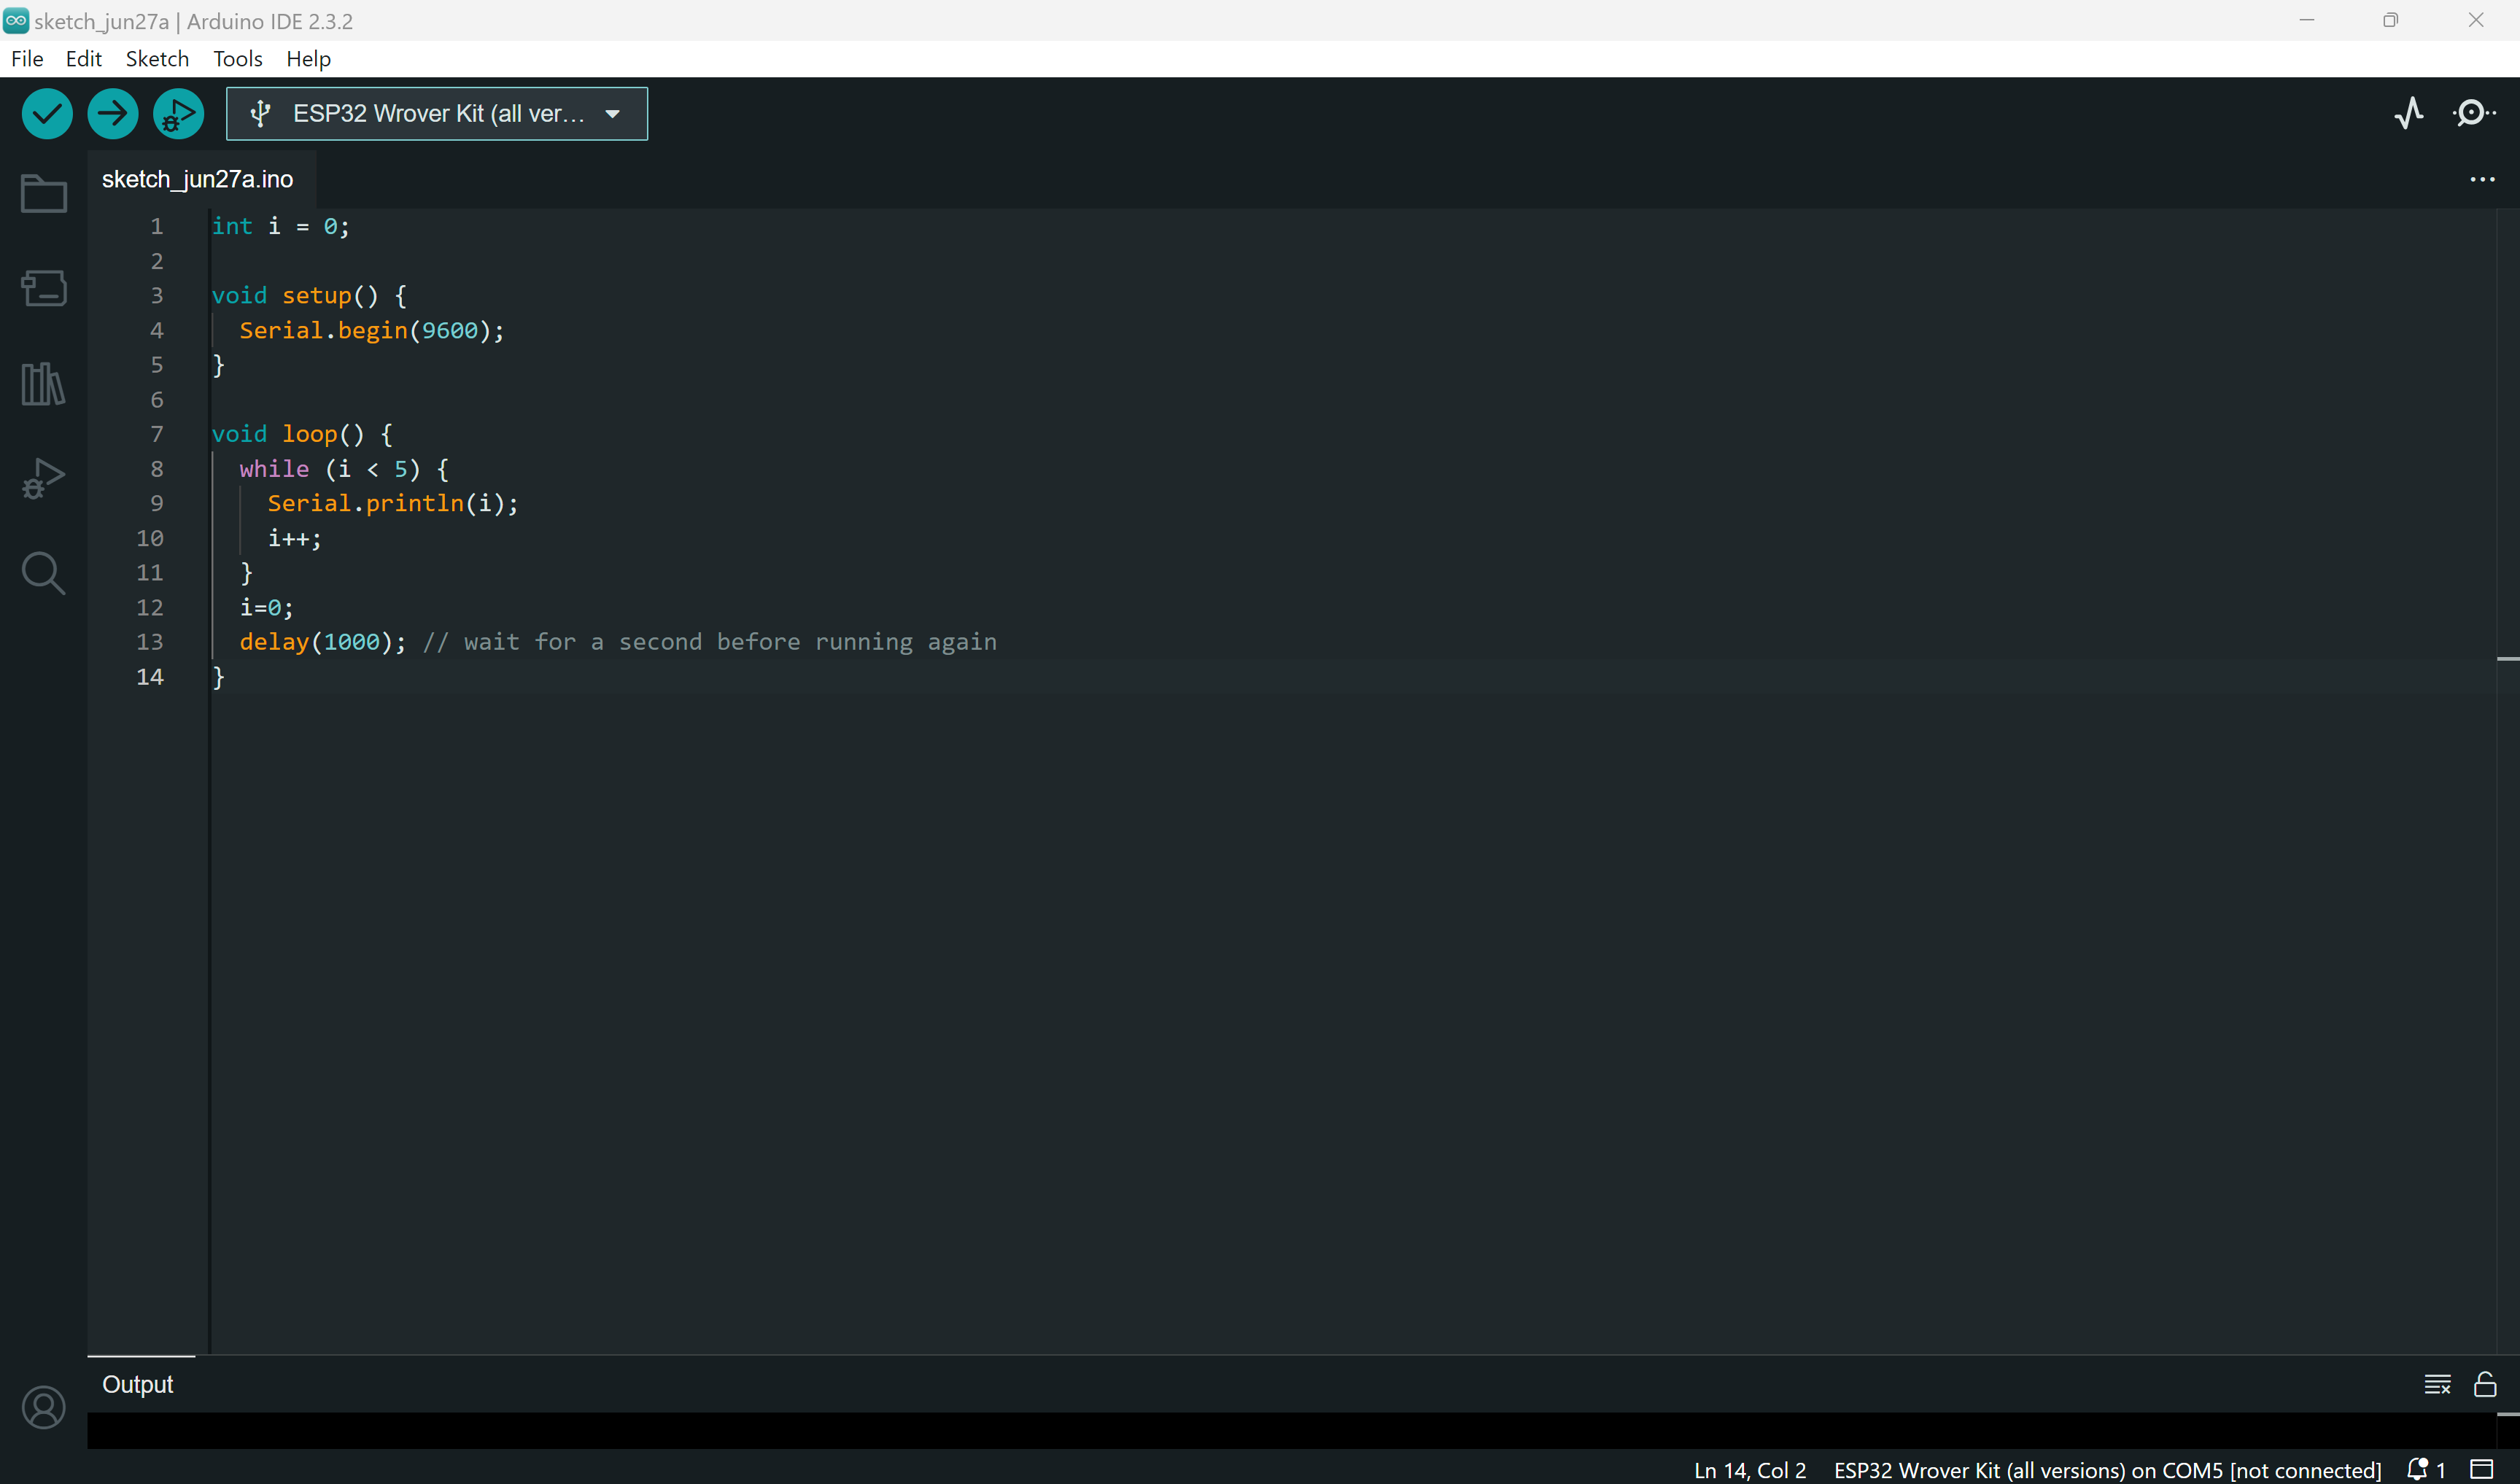 sketch_jun27a | Arduino IDE 2.3.2
File Edit Sketch Tools Help
ESP32 Wrover Kit (all ver...
sketch_jun27a.ino
1 int i = 0;
2
3 void setup() {
4 Serial.begin(9600);
5 }
6
7 void loop() {
8 while (i < 5) {
9 Serial.println(i);
10 i++;
11 }
12 i=0;
13 delay(1000); // wait for a second before running again
14 }
Output
Ln 14, Col 2 ESP32 Wrover Kit (all versions) on COM5 [not connected] 1